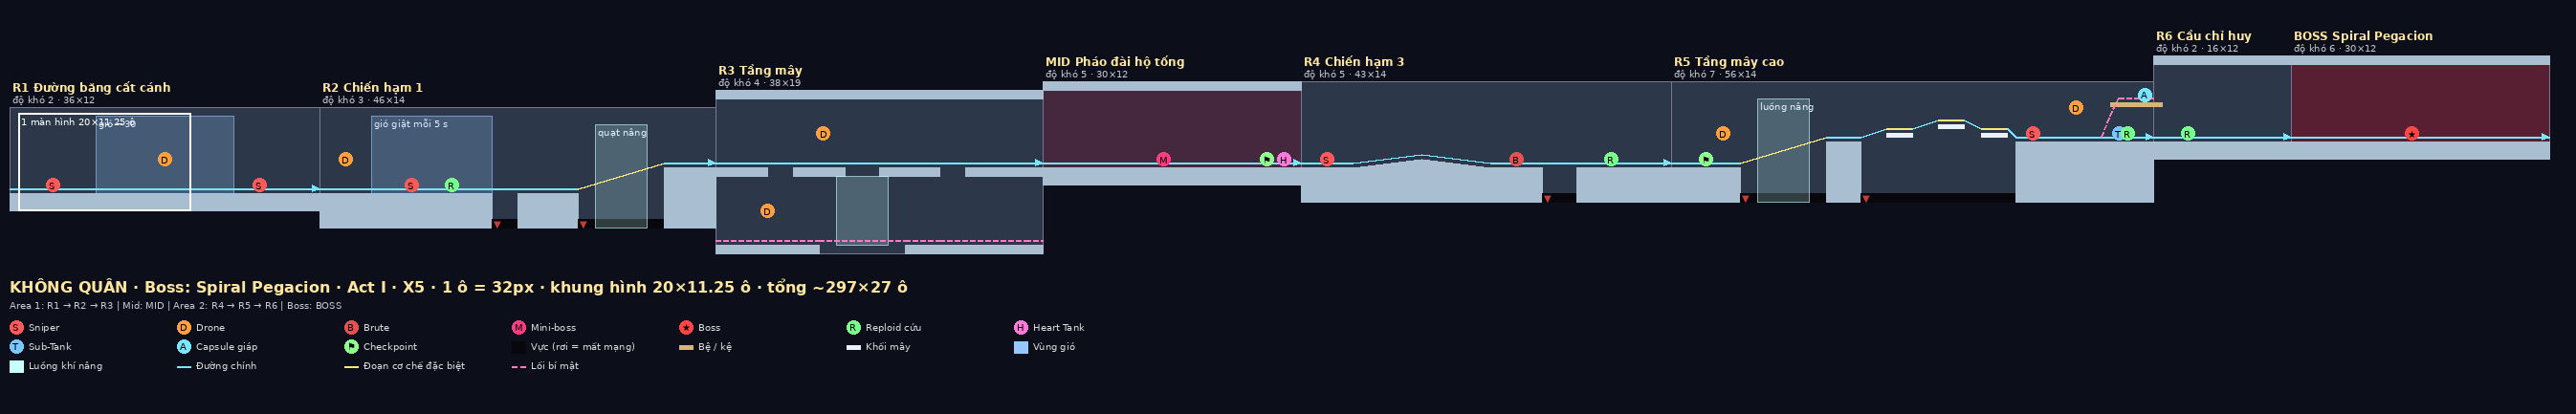 R1 Đường băng cất cánh
độ khó 2 · 36×12
1 màn hình 20×11.25 ô
S
D
S
R2 Chiến hạm 1
độ khó 3 · 46×14
gió giật mỗi 5 s
D
S
R
quạt nâng
R3 Tầng mây
độ khó 4 · 38×19
D
D
MID Pháo đài hộ tống
độ khó 5 · 30×12
M
H
R4 Chiến hạm 3
độ khó 5 · 43×14
S
B
R
R5 Tầng mây cao
độ khó 7 · 56×14
D
luồng nâng
S
D
A
T
R
R6 Cầu chỉ huy
độ khó 2 · 16×12
R
BOSS Spiral Pegacion
độ khó 6 · 30×12
KHÔNG QUÂN · Boss: Spiral Pegacion · Act I · X5 · 1 ô = 32px · khung hình 20×11.25 ô · tổng ~297×27 ô
Area 1: R1 → R2 → R3 | Mid: MID | Area 2: R4 → R5 → R6 | Boss: BOSS
S Sniper
D Drone
B Brute
M Mini-boss
Boss
R Reploid cứu
H Heart Tank
T Sub-Tank
A Capsule giáp
Checkpoint
Vực (rơi = mất mạng)
Bệ / kệ
Khối mây
Vùng gió
Luồng khí nâng
Đường chính
Đoạn cơ chế đặc biệt
Lối bí mật